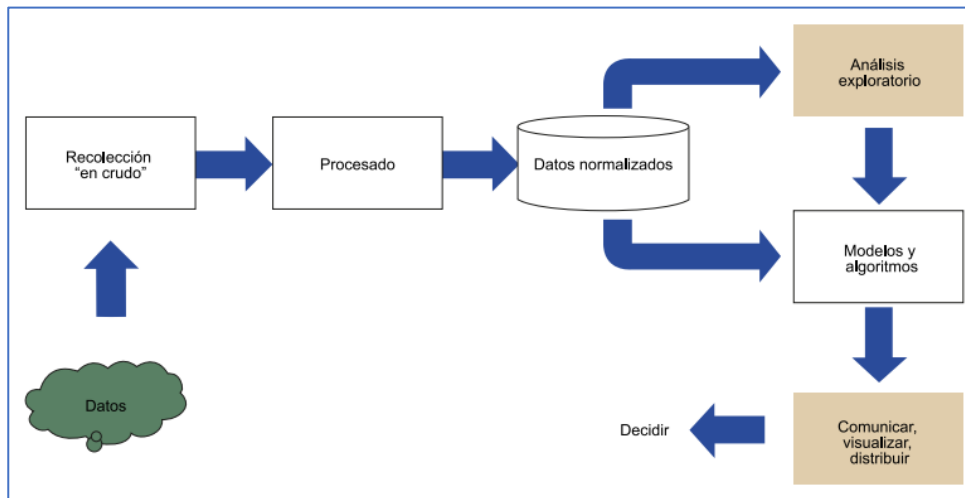 Análisis
exploratorio
Recolección
“en crudo”
Procesado
Datos normalizados
Modelos y
algoritmos
Datos
Decidir
Comunicar,
visualizar,
distribuir